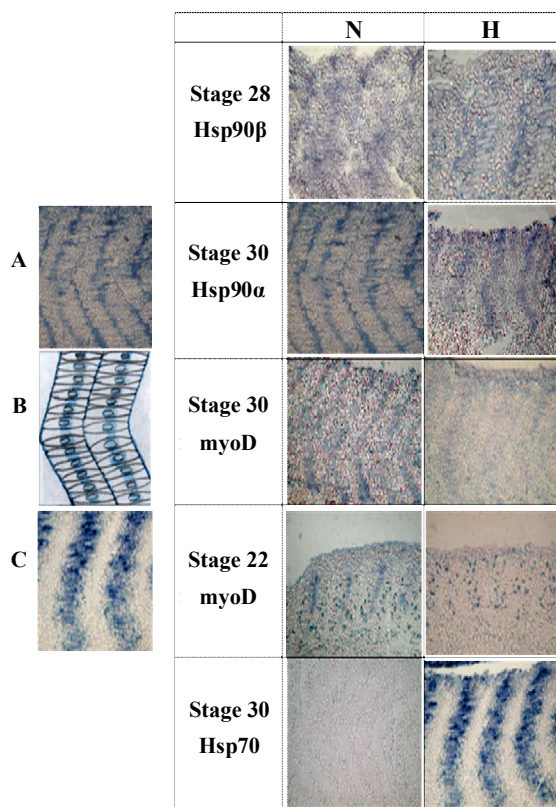 N H
Stage 28
Hsp90β
A
Stage 30
Hsp90α
B
Stage 30
myoD
C
Stage 22
myoD
Stage 30
Hsp70